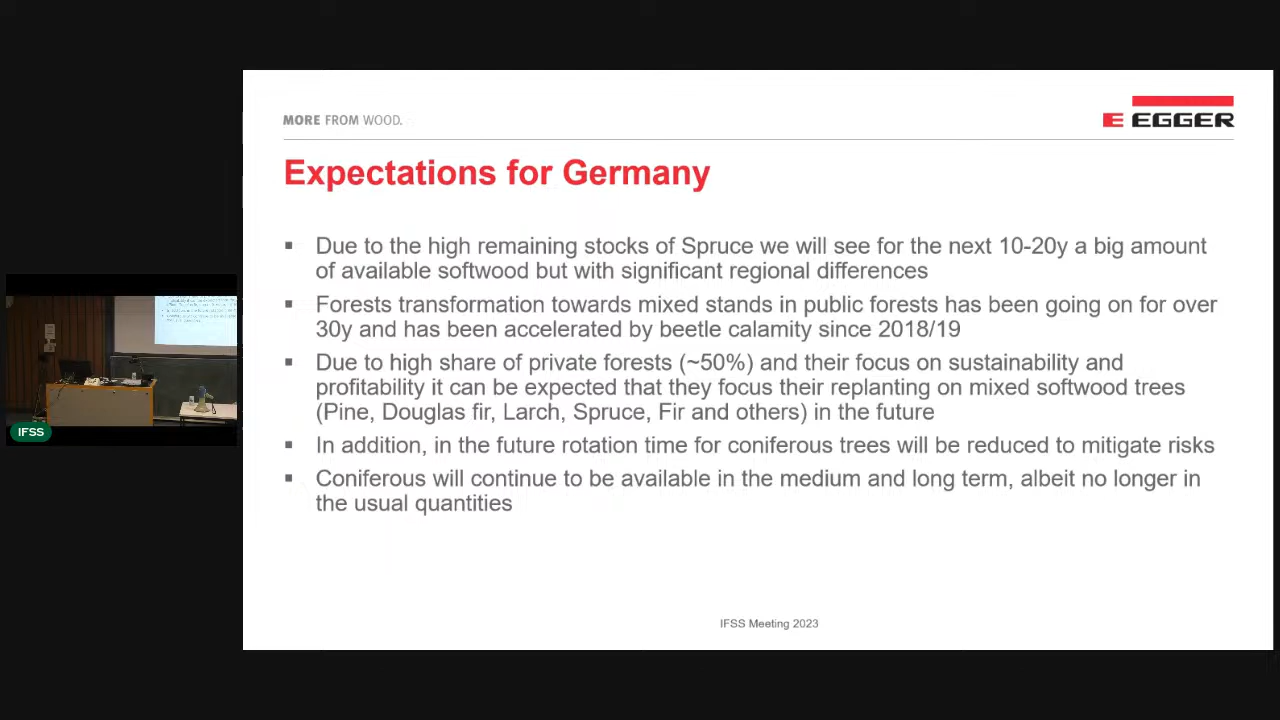 MORE FROM WOOD.
E EGGER
Expectations for Germany
▪ Due to the high remaining stocks of Spruce we will see for the next 10-20y a big amount
of available softwood but with significant regional differences
▪ Forests transformation towards mixed stands in public forests has been going on for over
30y and has been accelerated by beetle calamity since 2018/19
▪ Due to high share of private forests (~50%) and their focus on sustainability and
profitability it can be expected that they focus their replanting on mixed softwood trees
(Pine, Douglas fir, Larch, Spruce, Fir and others) in the future
▪ In addition, in the future rotation time for coniferous trees will be reduced to mitigate risks
▪ Coniferous will continue to be available in the medium and long term, albeit no longer in
the usual quantities
IFSS Meeting 2023
IFSS